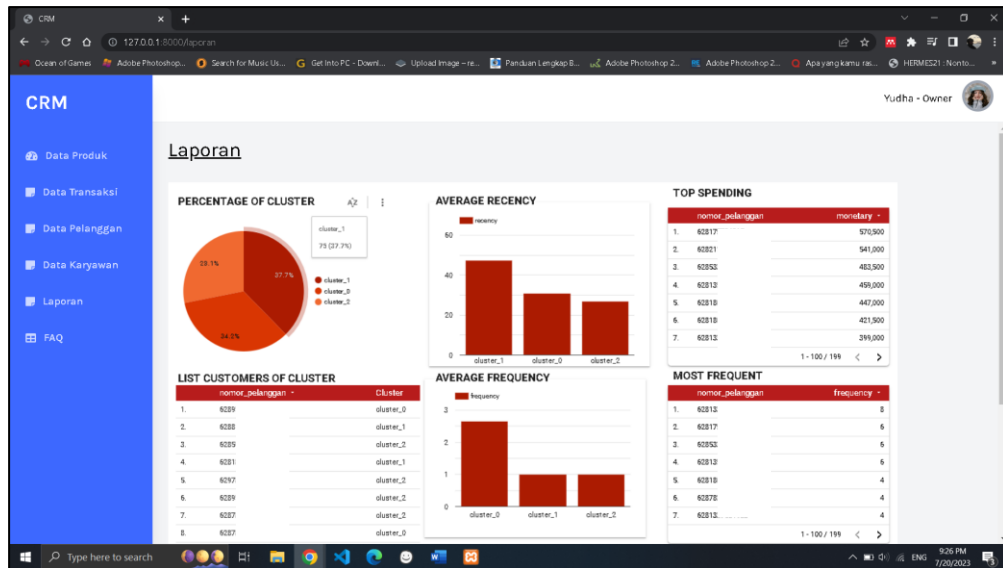 CRM
127.0.0.1:8000/laporan
Ocean of Games Adobe Photoshop... Search for Music Us... Get Into PC - Downl... Upload Image – re... Panduan Lengkap B... Adobe Photoshop 2... Adobe Photoshop 2... Apa yang kamu ras... HERMES21 : Nonto...
CRM
Yudha - Owner
Data Produk
Data Transaksi
Data Pelanggan
Data Karyawan
Laporan
FAQ
Laporan
PERCENTAGE OF CLUSTER
cluster_1
37.7%
34.2%
cluster_1
cluster_0
cluster_2
AVERAGE RECENCY
recency
60
40
20
0
cluster_1 cluster_0 cluster_2
TOP SPENDING
nomor_pelanggan monetary
1. 62817 570,500
2. 62821 541,000
3. 62853 483,500
4. 62813 459,000
5. 62818 447,000
6. 62818 421,500
7. 62813 399,000
1 - 100 / 199 < >
LIST CUSTOMERS OF CLUSTER
nomor_pelanggan Cluster
1. 6289 cluster_0
2. 6288 cluster_1
3. 6285 cluster_2
4. 6281 cluster_1
5. 6297 cluster_2
6. 6289 cluster_2
7. 6287 cluster_2
8. 6287 cluster_0
AVERAGE FREQUENCY
frequency
3
2
1
0
cluster_0 cluster_1 cluster_2
MOST FREQUENT
nomor_pelanggan frequency
1. 62813 8
2. 62817 6
3. 62853 6
4. 62813 6
5. 62818 4
6. 62878 4
7. 62813 4
1 - 100 / 199 < >
Type here to search
ENG
9:26 PM
7/20/2023